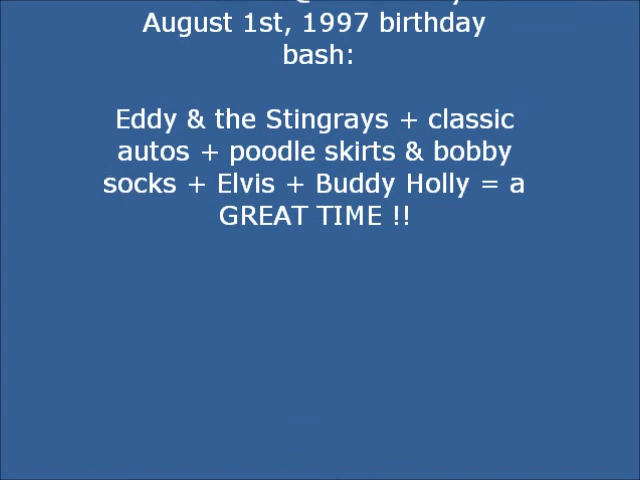 August 1st, 1997 birthday
bash:
Eddy & the Stingrays + classic
autos + poodle skirts & bobby
socks + Elvis + Buddy Holly = a
GREAT TIME !!